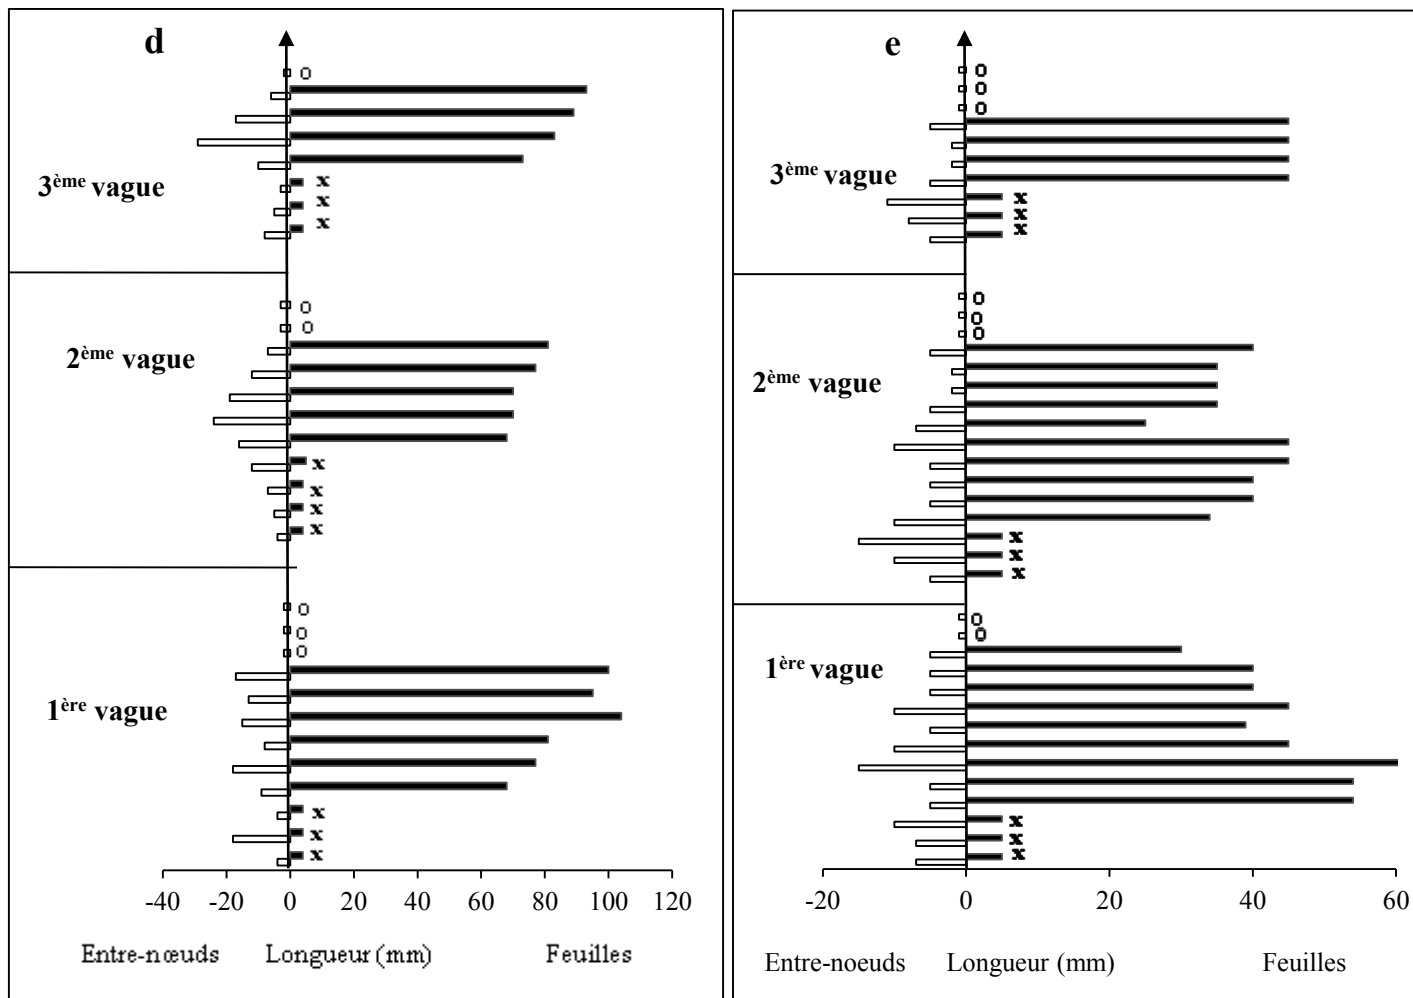 d
o
3ème vague
x
x
x
o
o
2ème vague
x
x
x
x
o
o
o
1ère vague
x
x
x
-40 -20 0 20 40 60 80 100 120
Entre-nœuds Longueur (mm) Feuilles
e
o
o
o
3ème vague
x
x
x
o
o
o
2ème vague
x
x
x
o
o
1ère vague
x
x
x
-20 0 20 40 60
Entre-noeuds Longueur (mm) Feuilles